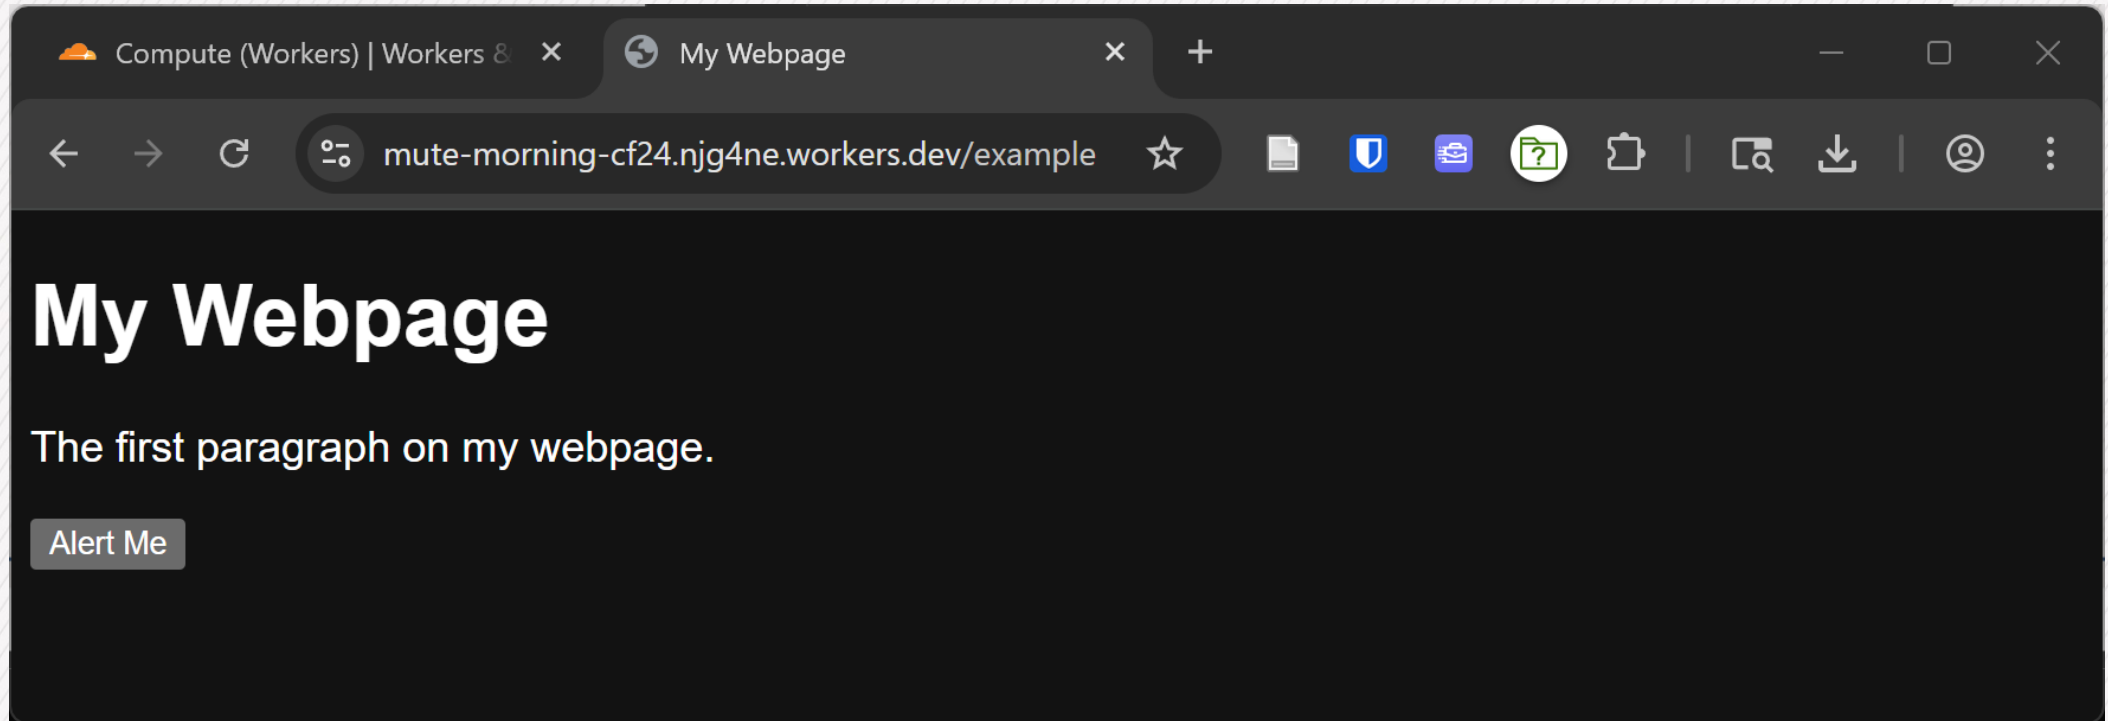 Compute (Workers) | Workers &
My Webpage
mute-morning-cf24.njg4ne.workers.dev/example
?
My Webpage
The first paragraph on my webpage.
Alert Me